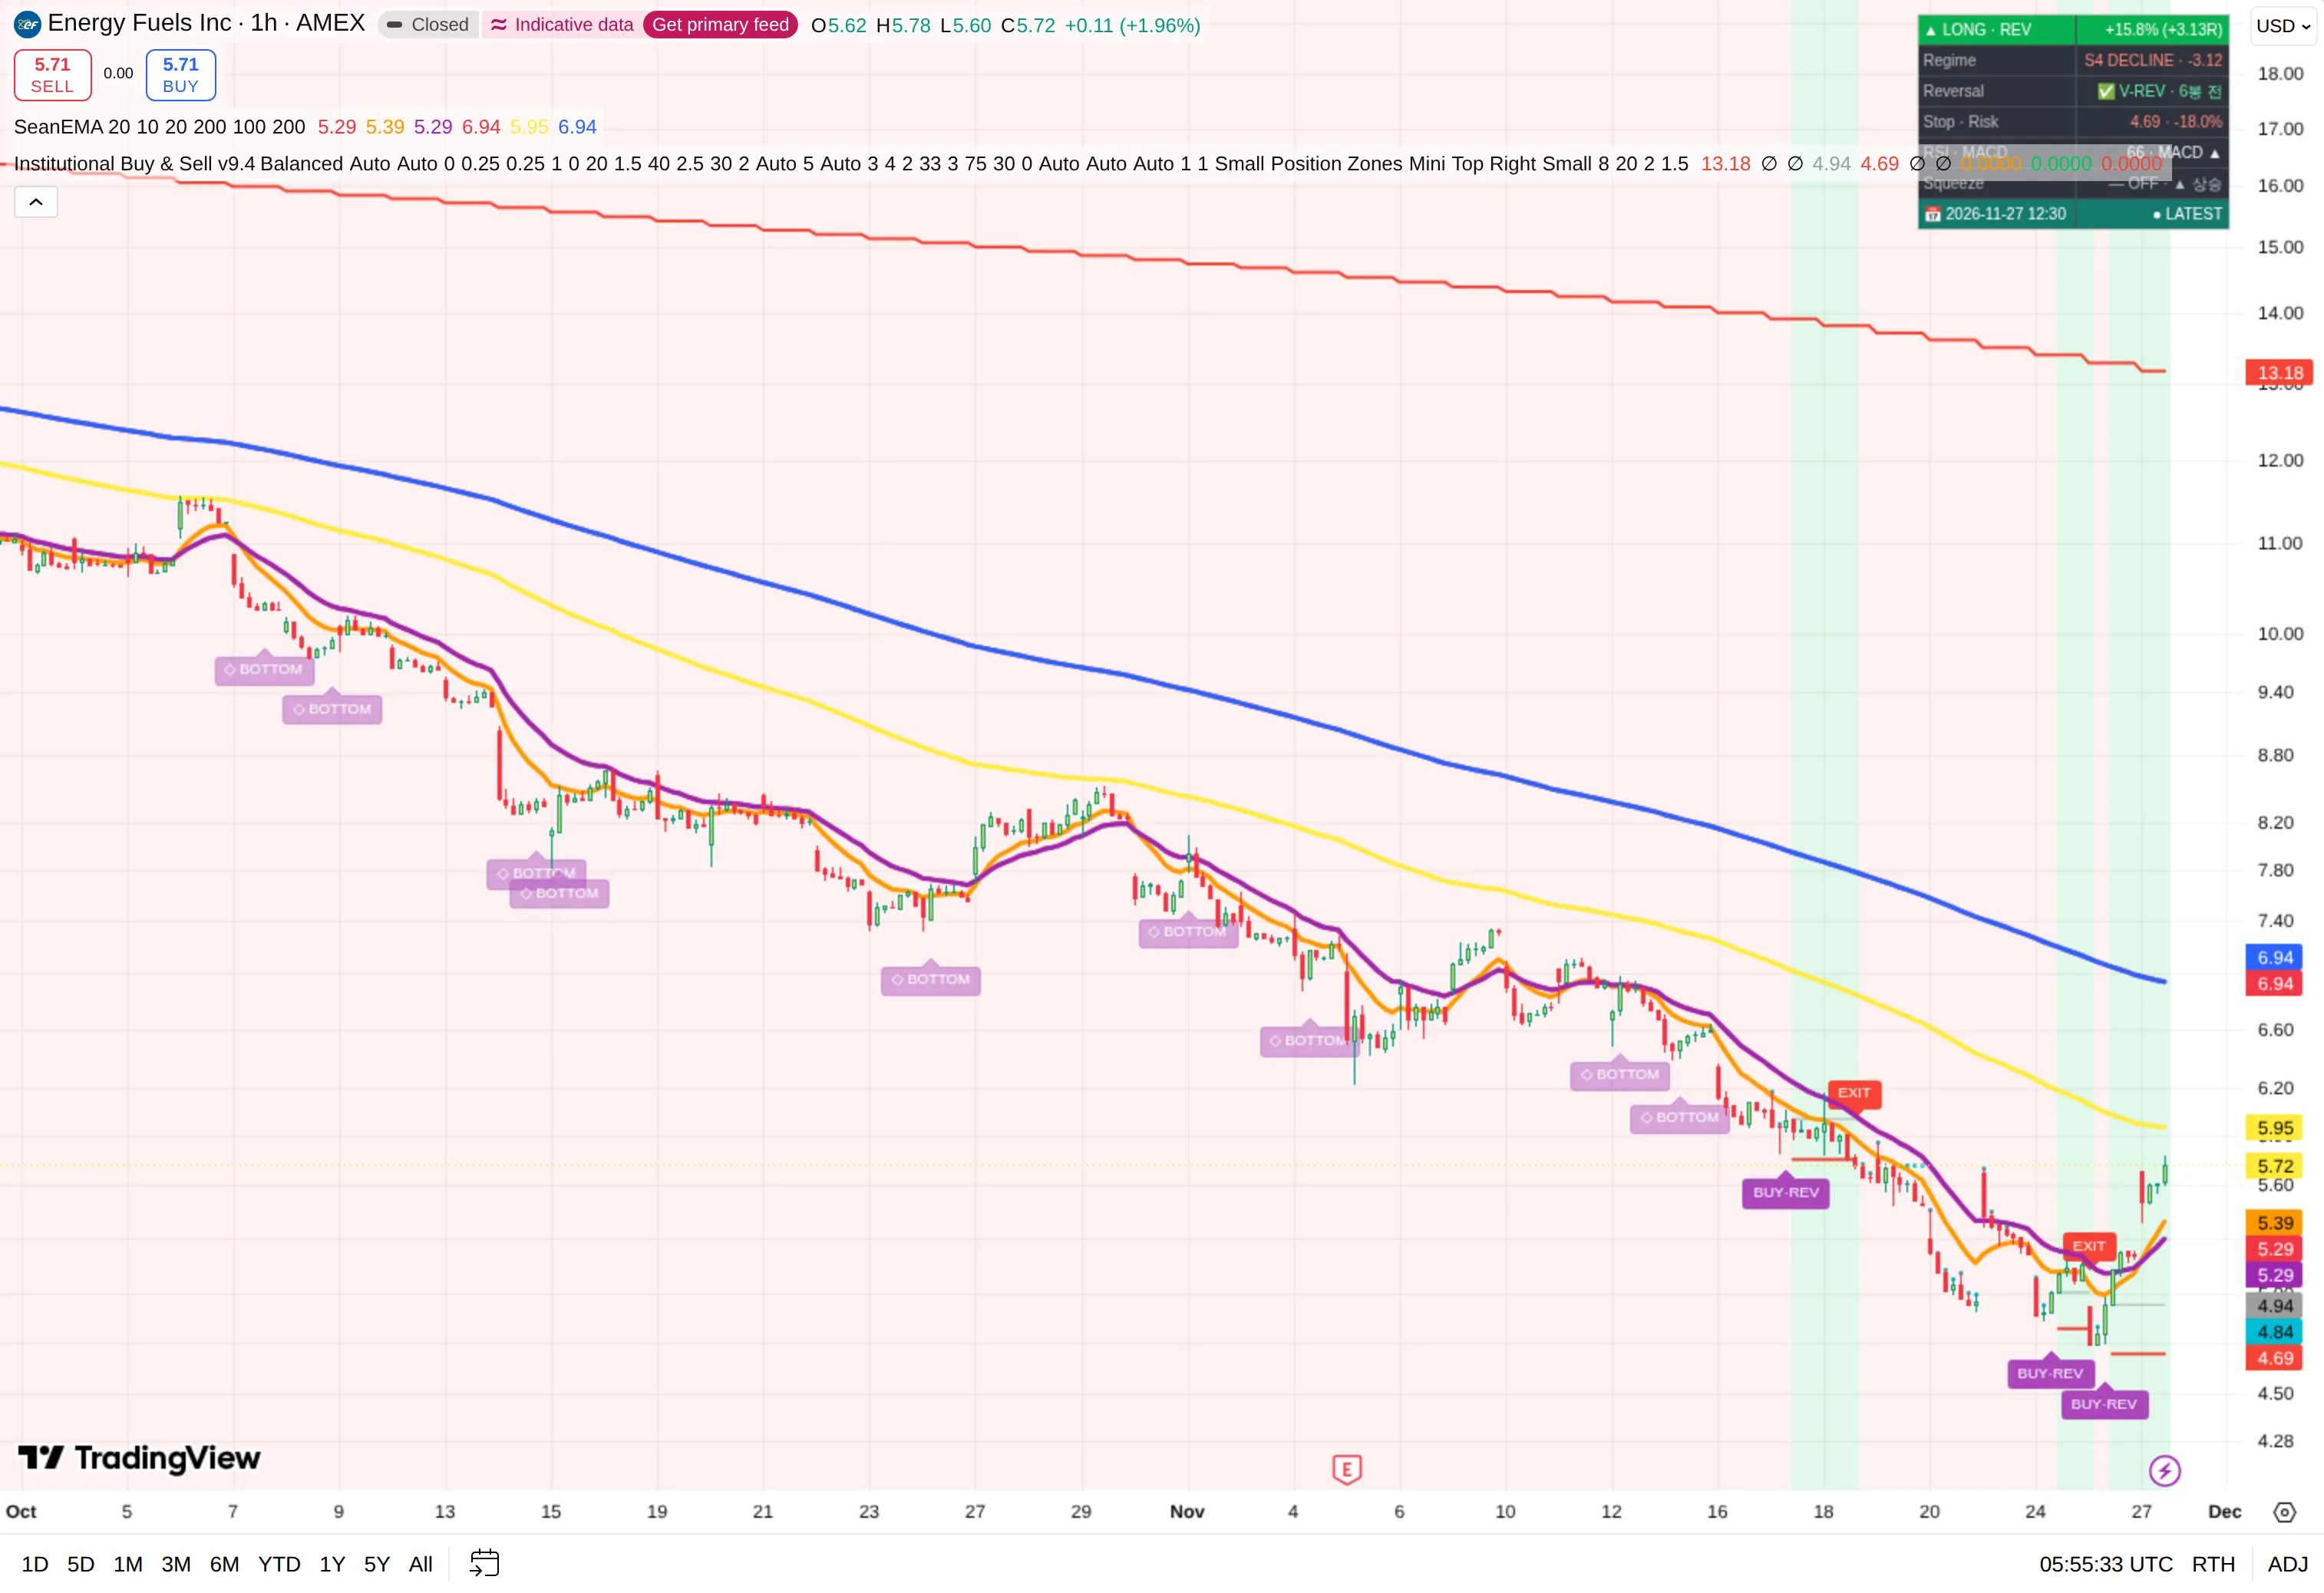 Energy Fuels Inc · 1h · AMEX
Closed
Indicative data
Get primary feed
O5.62 H5.78 L5.60 C5.72 +0.11 (+1.96%)
5.71
SELL
0.00
5.71
BUY
SeanEMA 20 10 20 200 100 200 5.29 5.39 5.29 6.94 5.95 6.94
Institutional Buy & Sell v9.4 Balanced Auto Auto 0 0.25 0.25 1 0 20 1.5 40 2.5 30 2 Auto 5 Auto 3 4 2 33 3 75 30 0 Auto Auto Auto 1 1 Small Position Zones Mini Top Right Small 8 20 2 1.5 13.18 ∅ ∅ 4.94 4.69 ∅ ∅ 0.0000 0.0000 0.0000
▲ LONG · REV +15.8% (+3.13R)
Regime S4 DECLINE · -3.12
Reversal ✅ V-REV · 6봉 전
Stop · Risk 4.69 · -18.0%
RSI · MACD 66 · MACD ▲
Squeeze — OFF · ▲ 상승
📅 2026-11-27 12:30 ● LATEST
USD
18.00
17.00
16.00
15.00
14.00
13.18
12.00
11.00
10.00
9.40
8.80
8.20
7.80
7.40
6.94
6.94
6.60
6.20
5.95
5.72
5.60
5.39
5.29
5.29
4.94
4.84
4.69
4.50
4.28
◇ BOTTOM
◇ BOTTOM
◇ BOTTOM
◇ BOTTOM
◇ BOTTOM
◇ BOTTOM
◇ BOTTOM
◇ BOTTOM
◇ BOTTOM
EXIT
BUY-REV
EXIT
BUY-REV
BUY-REV
TradingView
E
Oct 5 7 9 13 15 19 21 23 27 29 Nov 4 6 10 12 16 18 20 24 27 Dec
1D 5D 1M 3M 6M YTD 1Y 5Y All
05:55:33 UTC RTH ADJ